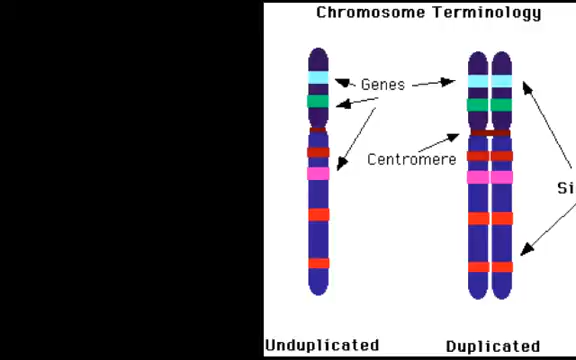 Chromosome Terminology
Genes
Centromere
Unduplicated
Duplicated